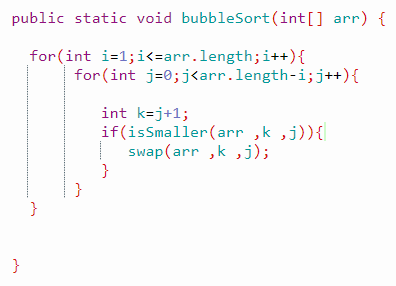 public static void bubbleSort(int[] arr) {
for(int i=1;i<=arr.length;i++){
for(int j=0;j<arr.length-i;j++){
int k=j+1;
if(isSmaller(arr ,k ,j)){
swap(arr ,k ,j);
}
}
}
}